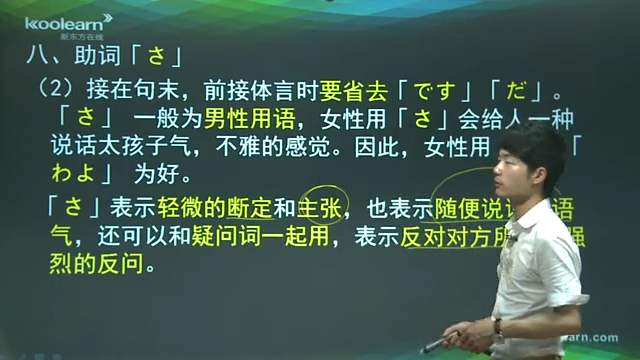 koolearn
新东方在线
八、助词「さ」
（2）接在句末，前接体言时要省去「です」「だ」。
「さ」 一般为男性用语，女性用「さ」会给人一种
说话太孩子气，不雅的感觉。因此，女性用 「
わよ」 为好。
「さ」表示轻微的断定和主张，也表示随便说 语
气，还可以和疑问词一起用，表示反对对方 强
烈的反问。
earn.com